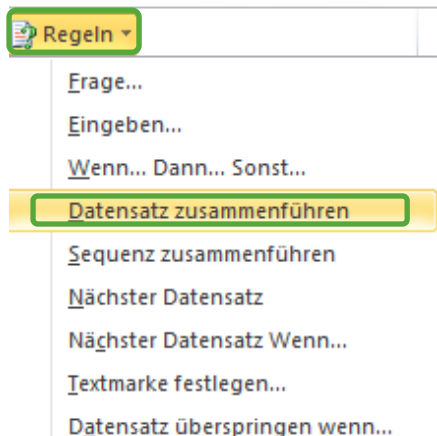 Regeln
Frage...
Eingeben...
Wenn... Dann... Sonst...
Datensatz zusammenführen
Sequenz zusammenführen
Nächster Datensatz
Nächster Datensatz Wenn...
Textmarke festlegen...
Datensatz überspringen wenn...